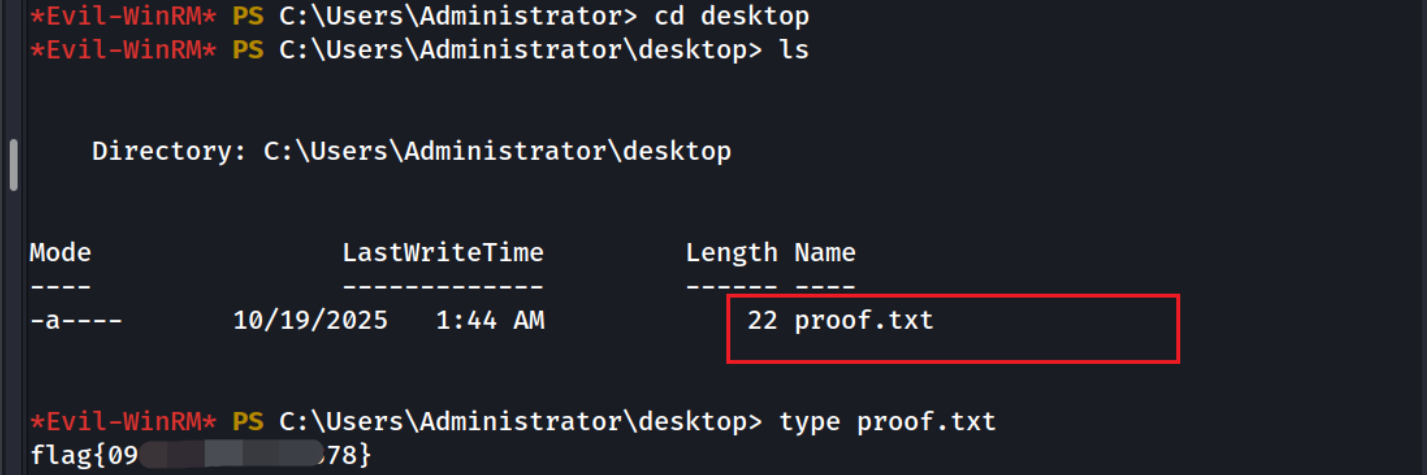 *Evil-WinRM* PS C:\Users\Administrator> cd desktop
*Evil-WinRM* PS C:\Users\Administrator\desktop> ls
Directory: C:\Users\Administrator\desktop
Mode LastWriteTime Length Name
---- ------------- ------ ----
-a---- 10/19/2025 1:44 AM 22 proof.txt
*Evil-WinRM* PS C:\Users\Administrator\desktop> type proof.txt
flag{09 78}